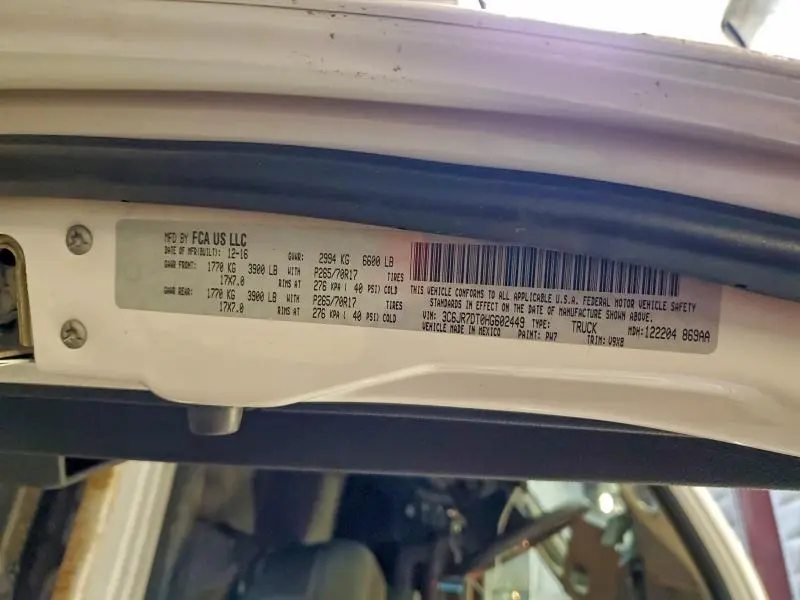 MFD BY FCA US LLC
DATE OF MFR(BUILT): 12-16 GVWR: 2994 KG 6600 LB
GAWR FRONT: 1770 KG 3900 LB WITH P265/70R17 TIRES
17X7.0 RIMS AT 276 KPA ( 40 PSI) COLD
GAWR REAR: 1770 KG 3900 LB WITH P265/70R17 TIRES
17X7.0 RIMS AT 276 KPA ( 40 PSI) COLD
THIS VEHICLE CONFORMS TO ALL APPLICABLE U.S.A. FEDERAL MOTOR VEHICLE SAFETY
STANDARDS IN EFFECT ON THE DATE OF MANUFACTURE SHOWN ABOVE.
VIN: 3C6JR7DT0HG602449 TYPE: TRUCK MDH: 122204 869AA
VEHICLE MADE IN MEXICO PAINT: PW7 TRIM: V9X8